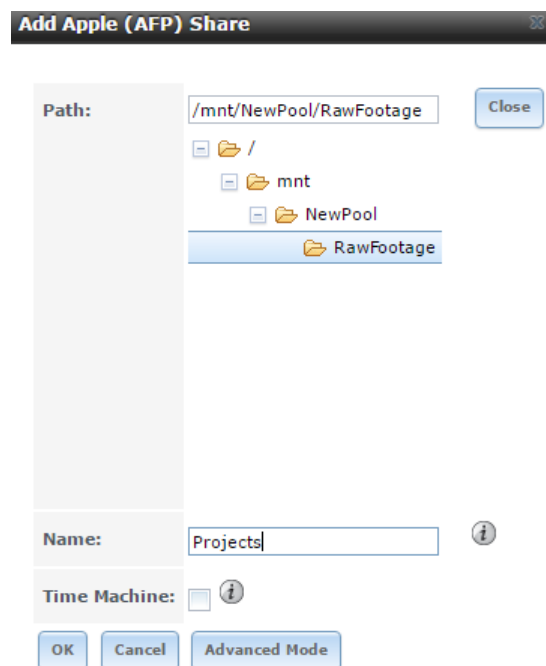 Add Apple (AFP) Share
Path:
/mnt/NewPool/RawFootage
Close
/
mnt
NewPool
RawFootage
Name:
Projects
Time Machine:
OK
Cancel
Advanced Mode